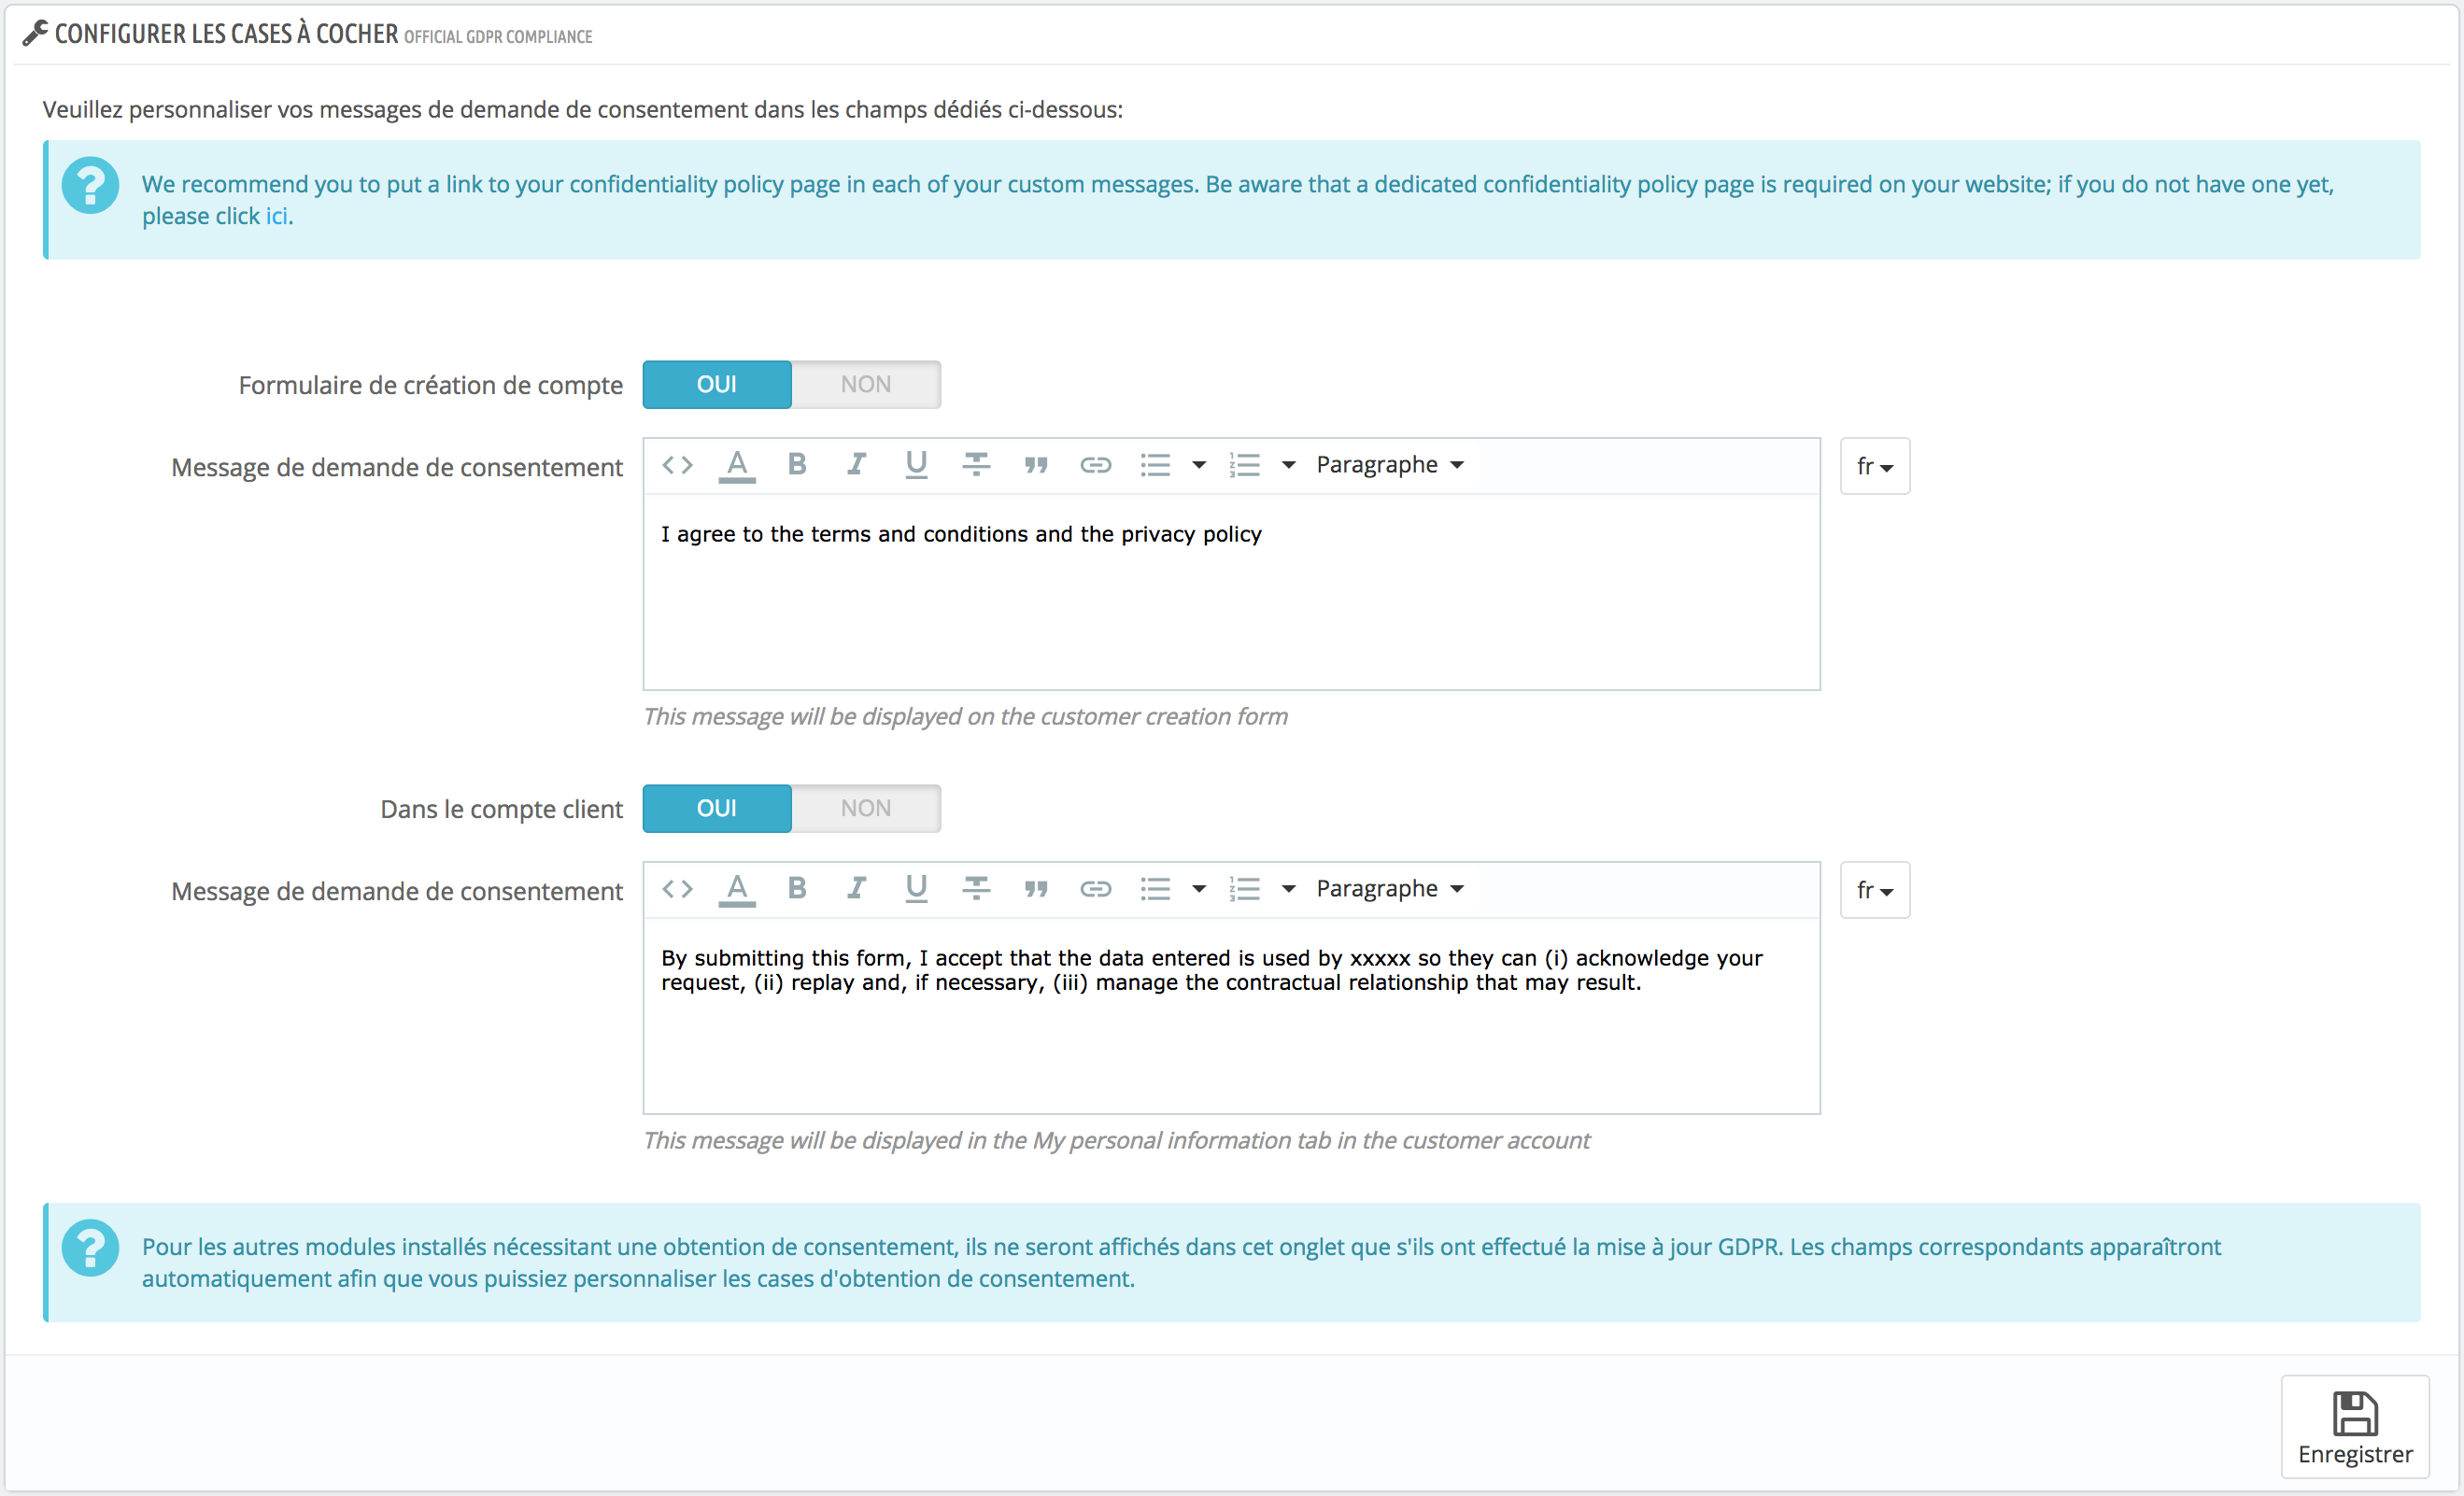 CONFIGURER LES CASES À COCHER OFFICIAL GDPR COMPLIANCE
Veuillez personnaliser vos messages de demande de consentement dans les champs dédiés ci-dessous:
We recommend you to put a link to your confidentiality policy page in each of your custom messages. Be aware that a dedicated confidentiality policy page is required on your website; if you do not have one yet,
please click ici.
Formulaire de création de compte OUI NON
Message de demande de consentement Paragraphe fr
I agree to the terms and conditions and the privacy policy
This message will be displayed on the customer creation form
Dans le compte client OUI NON
Message de demande de consentement Paragraphe fr
By submitting this form, I accept that the data entered is used by xxxxx so they can (i) acknowledge your
request, (ii) replay and, if necessary, (iii) manage the contractual relationship that may result.
This message will be displayed in the My personal information tab in the customer account
Pour les autres modules installés nécessitant une obtention de consentement, ils ne seront affichés dans cet onglet que s'ils ont effectué la mise à jour GDPR. Les champs correspondants apparaîtront
automatiquement afin que vous puissiez personnaliser les cases d'obtention de consentement.
Enregistrer